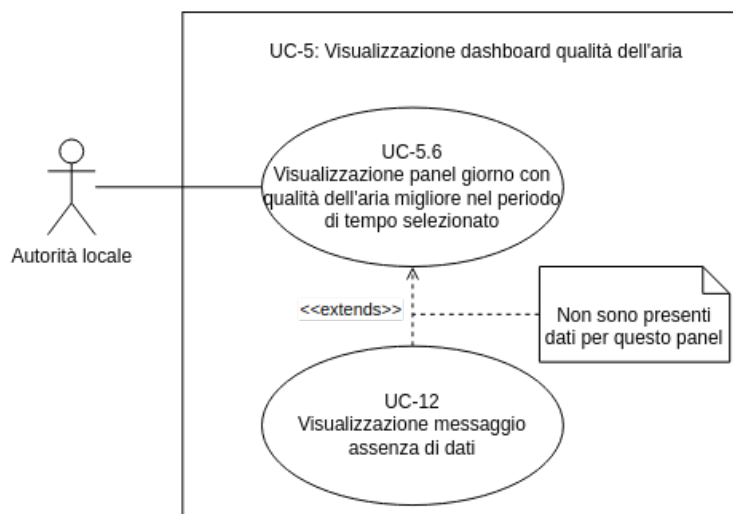 UC-5: Visualizzazione dashboard qualità dell'aria
UC-5.6
Visualizzazione panel giorno con
qualità dell'aria migliore nel periodo
di tempo selezionato
Autorità locale
<<extends>>
Non sono presenti
dati per questo panel
UC-12
Visualizzazione messaggio
assenza di dati